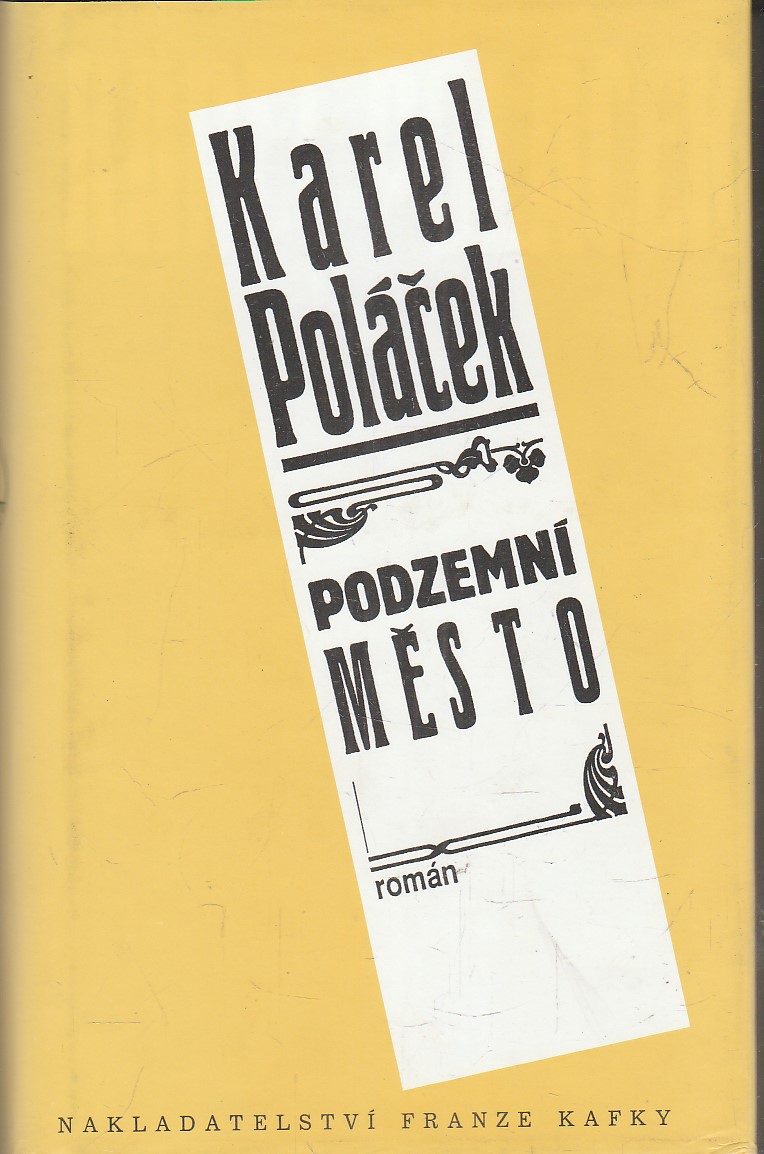 Karel
Poláček
PODZEMNÍ
MĚSTO
román
NAKLADATELSTVÍ FRANZE KAFKY